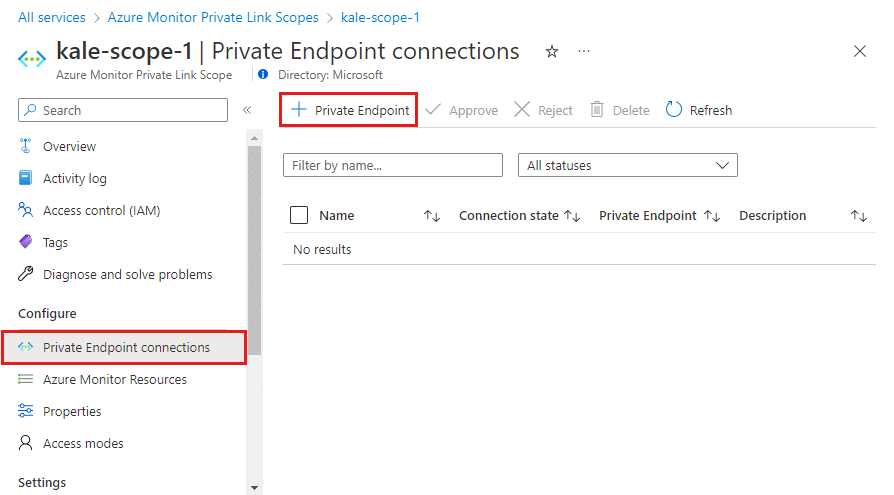 All services > Azure Monitor Private Link Scopes > kale-scope-1
kale-scope-1 | Private Endpoint connections ☆ ...
Azure Monitor Private Link Scope | Directory: Microsoft
Search «
+ Private Endpoint Approve Reject Delete Refresh
Overview
Activity log
Access control (IAM)
Tags
Diagnose and solve problems
Configure
Private Endpoint connections
Azure Monitor Resources
Properties
Access modes
Settings
Filter by name... All statuses
Name Connection state Private Endpoint Description
No results